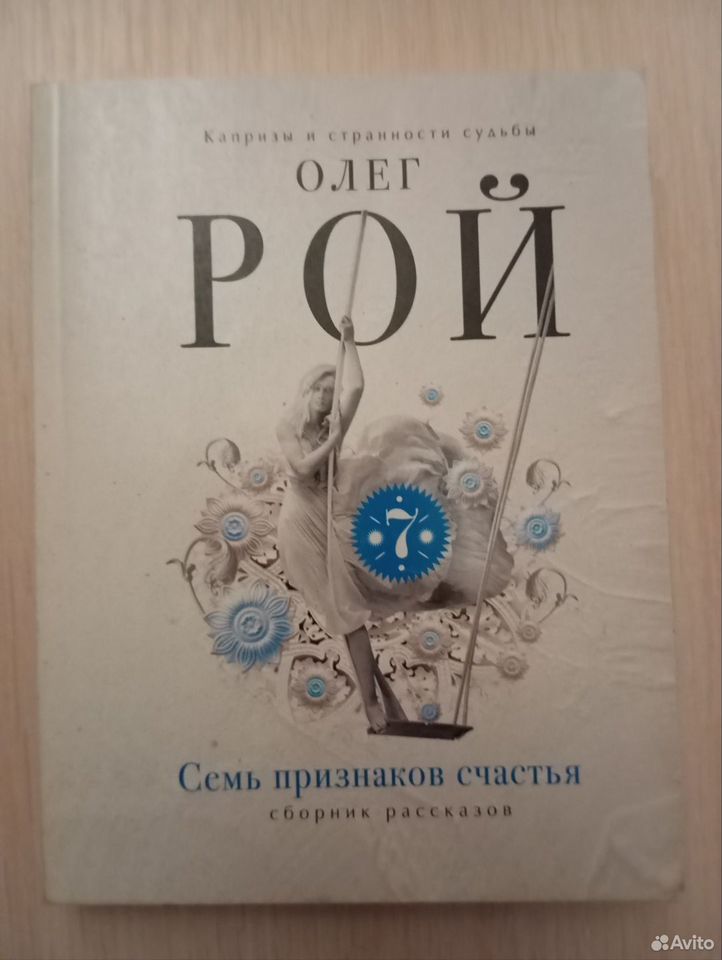 Капризы и странности судьбы
ОЛЕГ
РОЙ
7
Семь признаков счастья
сборник рассказов
Avito